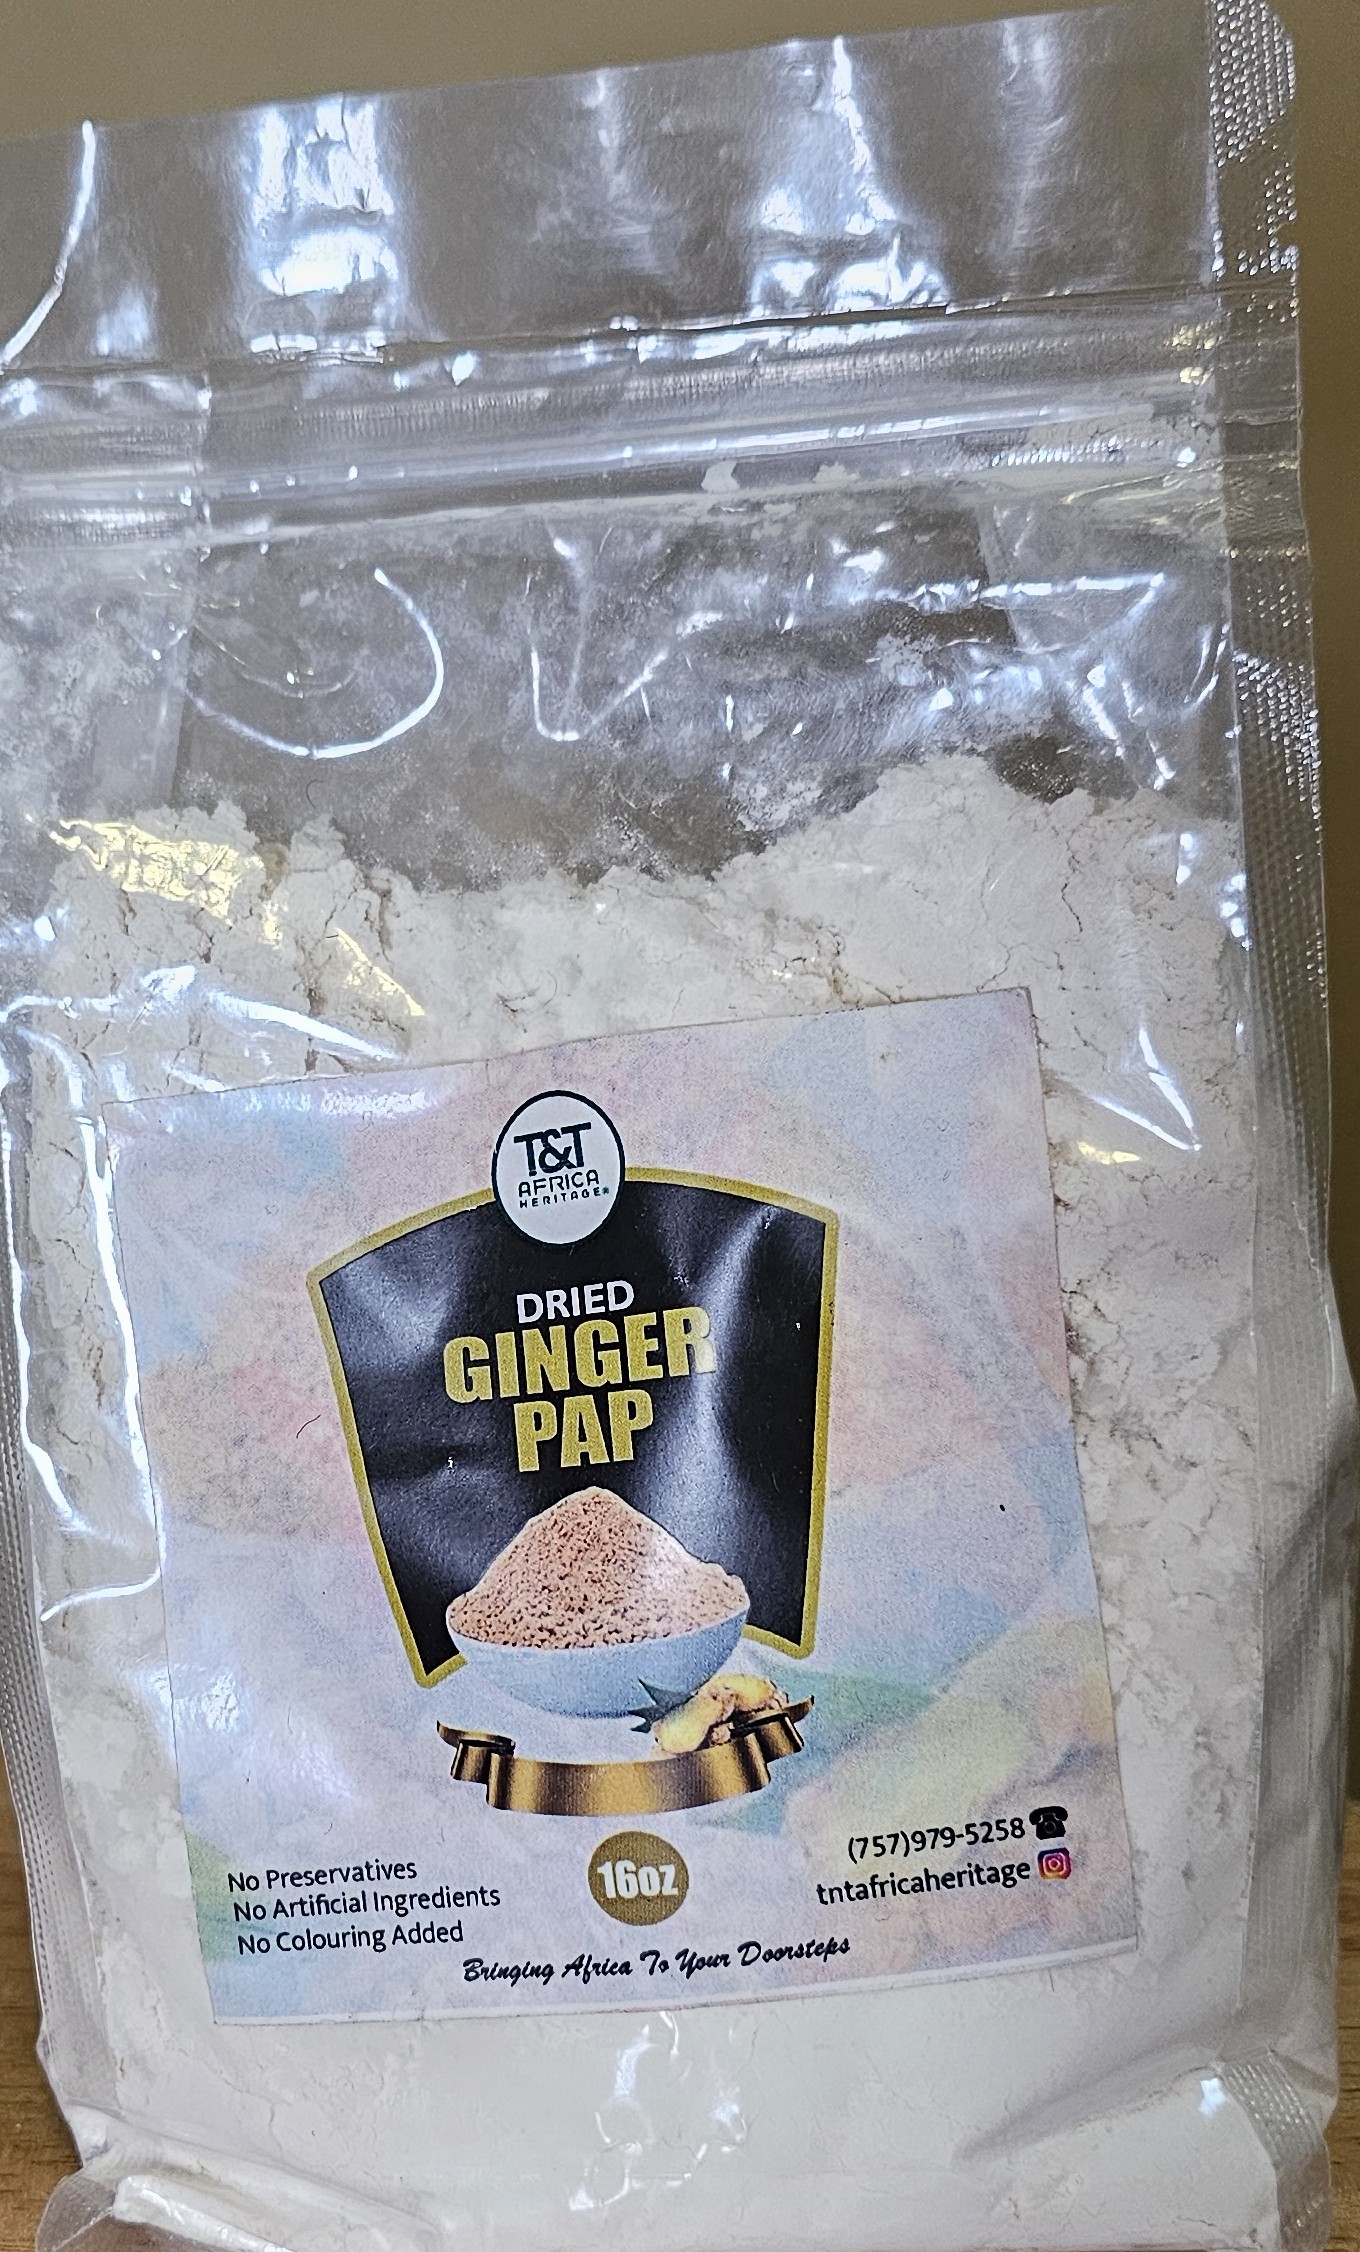 T&T
AFRICA
HERITAGE®
DRIED
GINGER
PAP
No Preservatives
No Artificial Ingredients
No Colouring Added
16oz
(757)979-5258
tntafricaheritage
Bringing Africa To Your Doorsteps